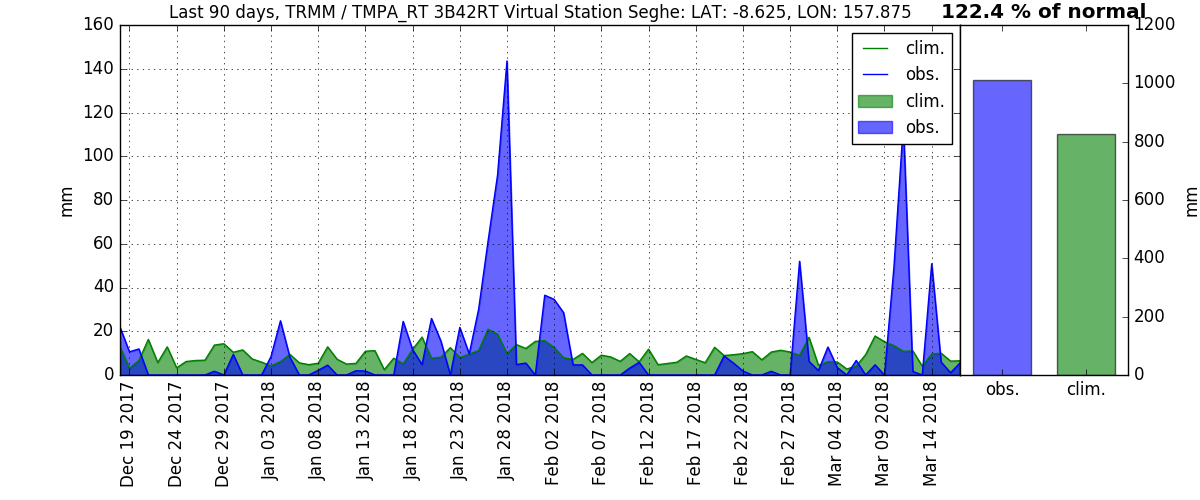 Last 90 days, TRMM / TMPA_RT 3B42RT Virtual Station Seghe: LAT: -8.625, LON: 157.875
122.4 % of normal
160
140
120
100
80
60
40
20
0
mm
clim.
obs.
clim.
obs.
1200
1000
800
600
400
200
0
mm
Dec 19 2017
Dec 24 2017
Dec 29 2017
Jan 03 2018
Jan 08 2018
Jan 13 2018
Jan 18 2018
Jan 23 2018
Jan 28 2018
Feb 02 2018
Feb 07 2018
Feb 12 2018
Feb 17 2018
Feb 22 2018
Feb 27 2018
Mar 04 2018
Mar 09 2018
Mar 14 2018
obs.
clim.